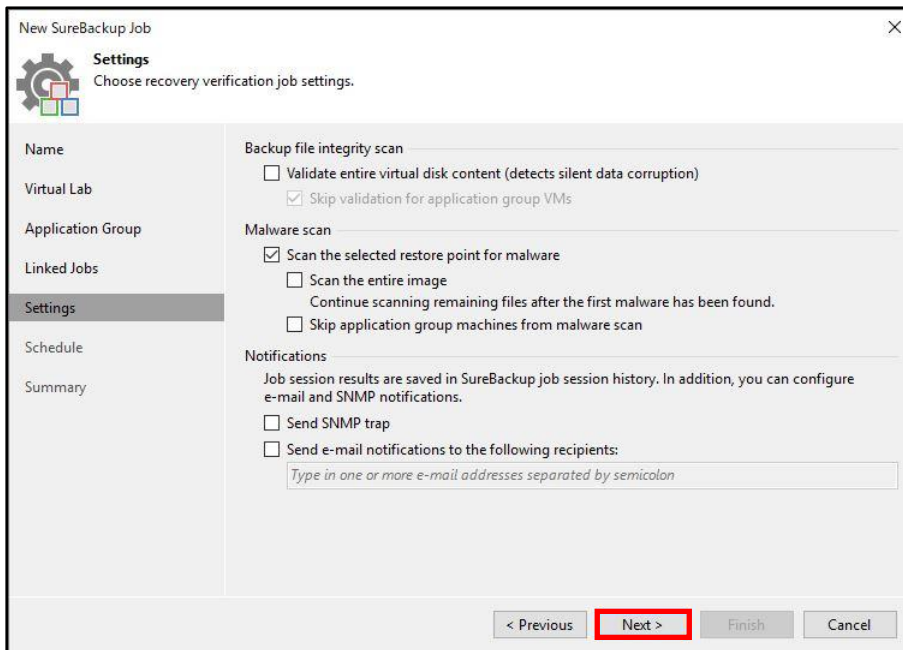 New SureBackup Job
Settings
Choose recovery verification job settings.
Name
Virtual Lab
Application Group
Linked Jobs
Settings
Schedule
Summary
Backup file integrity scan
Validate entire virtual disk content (detects silent data corruption)
Skip validation for application group VMs
Malware scan
Scan the selected restore point for malware
Scan the entire image
Continue scanning remaining files after the first malware has been found.
Skip application group machines from malware scan
Notifications
Job session results are saved in SureBackup job session history. In addition, you can configure
e-mail and SNMP notifications.
Send SNMP trap
Send e-mail notifications to the following recipients:
Type in one or more e-mail addresses separated by semicolon
< Previous
Next >
Finish
Cancel